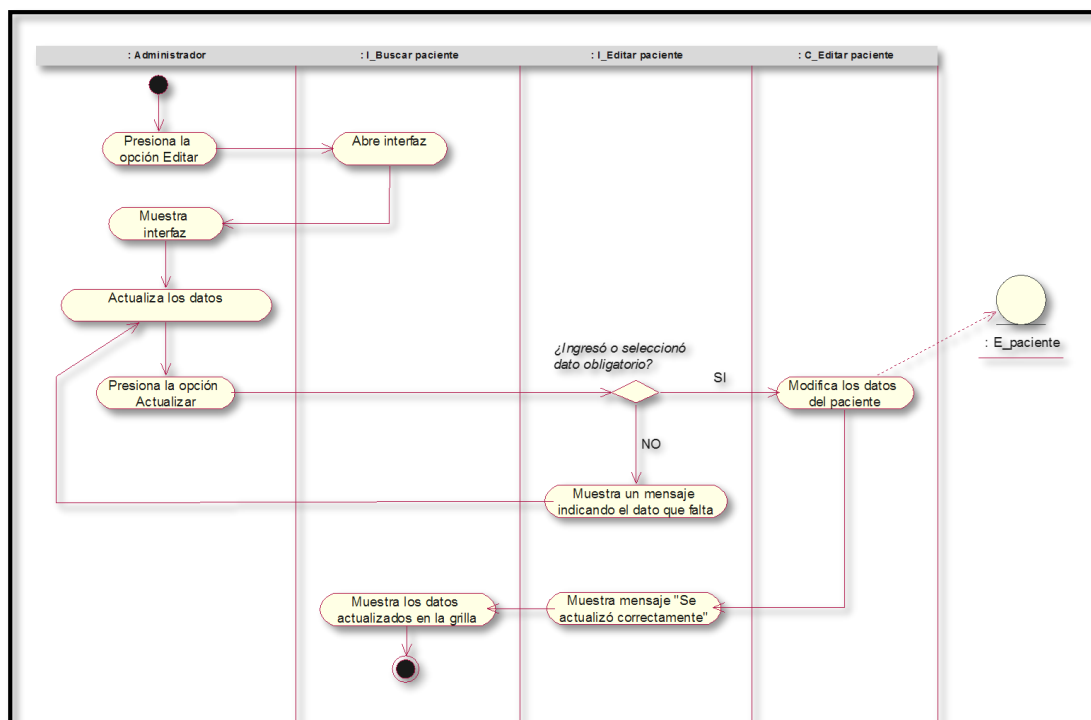 : Administrador
: I_Buscar paciente
: I_Editar paciente
: C_Editar paciente
Presiona la
opción Editar
Abre interfaz
Muestra
interfaz
Actualiza los datos
: E_paciente
¿Ingresó o seleccionó
dato obligatorio?
SI
Presiona la opción
Actualizar
Modifica los datos
del paciente
NO
Muestra un mensaje
indicando el dato que falta
Muestra los datos
actualizados en la grilla
Muestra mensaje "Se
actualizó correctamente"